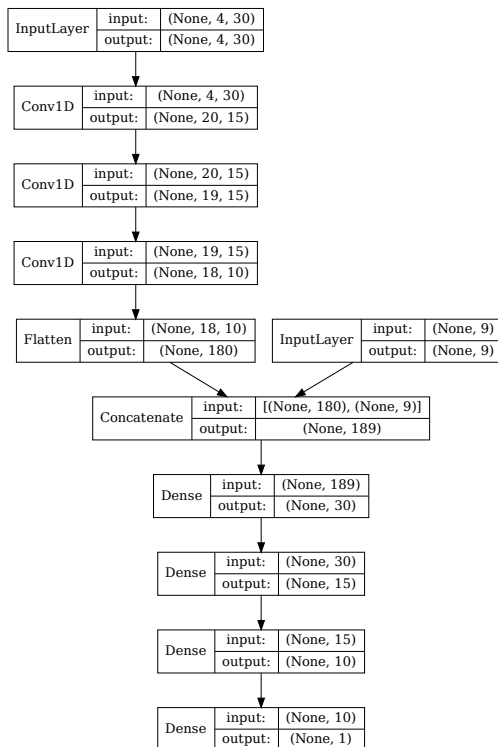 InputLayer input: (None, 4, 30)
output: (None, 4, 30)
Conv1D input: (None, 4, 30)
output: (None, 20, 15)
Conv1D input: (None, 20, 15)
output: (None, 19, 15)
Conv1D input: (None, 19, 15)
output: (None, 18, 10)
Flatten input: (None, 18, 10)
output: (None, 180)
InputLayer input: (None, 9)
output: (None, 9)
Concatenate input: [(None, 180), (None, 9)]
output: (None, 189)
Dense input: (None, 189)
output: (None, 30)
Dense input: (None, 30)
output: (None, 15)
Dense input: (None, 15)
output: (None, 10)
Dense input: (None, 10)
output: (None, 1)